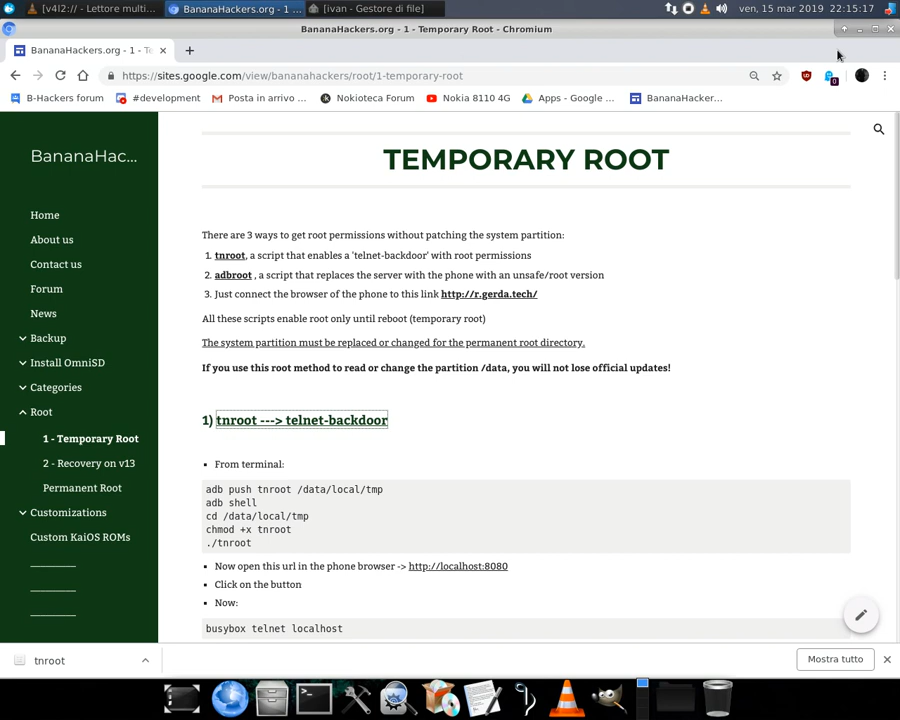 [v4l2:// - Lettore multi...
BananaHackers.org - 1 ...
[ivan - Gestore di file]
ven, 15 mar 2019
22:15:17
BananaHackers.org - 1 - Temporary Root - Chromium
BananaHackers.org - 1 - Te
https://sites.google.com/view/bananahackers/root/1-temporary-root
B-Hackers forum
#development
Posta in arrivo ...
Nokioteca Forum
Nokia 8110 4G
Apps - Google ...
BananaHacker...
BananaHac...
Home
About us
Contact us
Forum
News
Backup
Install OmniSD
Categories
Root
1 - Temporary Root
2 - Recovery on v13
Permanent Root
Customizations
Custom KaiOS ROMs
TEMPORARY ROOT
There are 3 ways to get root permissions without patching the system partition:
1. tnroot, a script that enables a 'telnet-backdoor' with root permissions
2. adbroot , a script that replaces the server with the phone with an unsafe/root version
3. Just connect the browser of the phone to this link http://r.gerda.tech/
All these scripts enable root only until reboot (temporary root)
The system partition must be replaced or changed for the permanent root directory.
If you use this root method to read or change the partition /data, you will not lose official updates!
1) tnroot ---> telnet-backdoor
From terminal:
adb push tnroot /data/local/tmp
adb shell
cd /data/local/tmp
chmod +x tnroot
./tnroot
Now open this url in the phone browser -> http://localhost:8080
Click on the button
Now:
busybox telnet localhost
tnroot
Mostra tutto